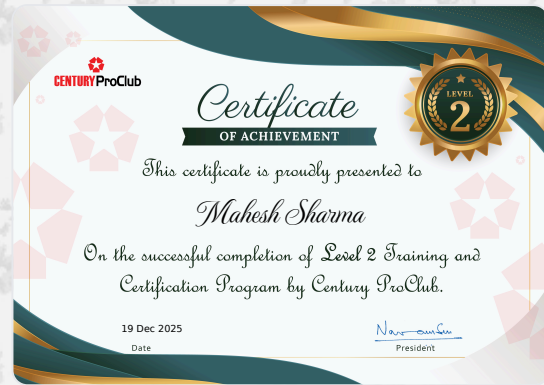 CENTURY ProClub
LEVEL
2
Certificate
OF ACHIEVEMENT
This certificate is proudly presented to
Mahesh Sharma
On the successful completion of Level 2 Training and
Certification Program by Century ProClub.
19 Dec 2025
Date
President